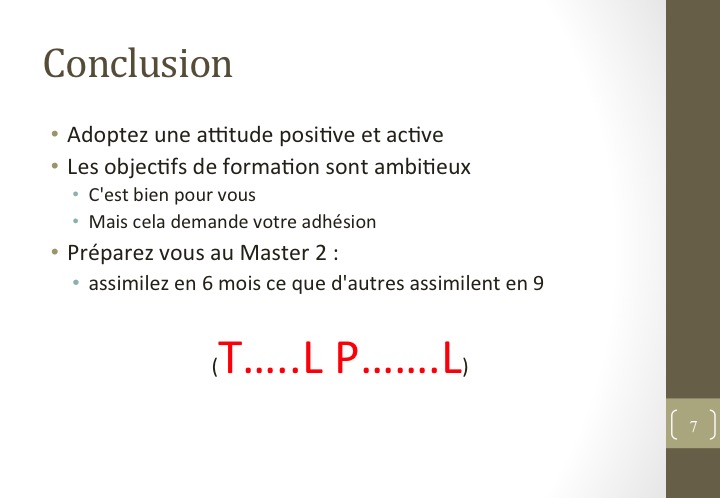 Conclusion
• Adoptez une attitude positive et active
• Les objectifs de formation sont ambitieux
• C'est bien pour vous
• Mais cela demande votre adhésion
• Préparez vous au Master 2 :
• assimilez en 6 mois ce que d'autres assimilent en 9
(T…..L P…….L)
7